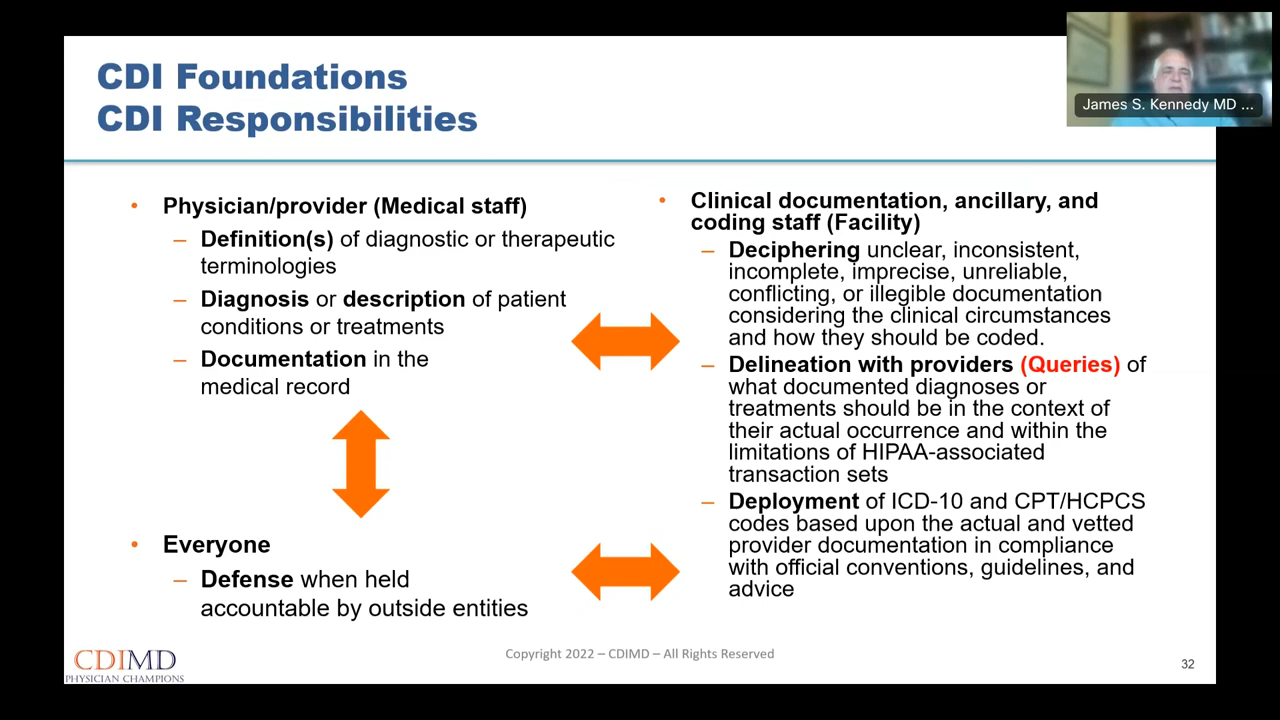 CDI Foundations
CDI Responsibilities
James S. Kennedy MD ...
• Physician/provider (Medical staff)
– Definition(s) of diagnostic or therapeutic
terminologies
– Diagnosis or description of patient
conditions or treatments
– Documentation in the
medical record
• Everyone
– Defense when held
accountable by outside entities
• Clinical documentation, ancillary, and
coding staff (Facility)
– Deciphering unclear, inconsistent,
incomplete, imprecise, unreliable,
conflicting, or illegible documentation
considering the clinical circumstances
and how they should be coded.
– Delineation with providers (Queries) of
what documented diagnoses or
treatments should be in the context of
their actual occurrence and within the
limitations of HIPAA-associated
transaction sets
– Deployment of ICD-10 and CPT/HCPCS
codes based upon the actual and vetted
provider documentation in compliance
with official conventions, guidelines, and
advice
CDIMD
PHYSICIAN CHAMPIONS
Copyright 2022 – CDIMD – All Rights Reserved
32